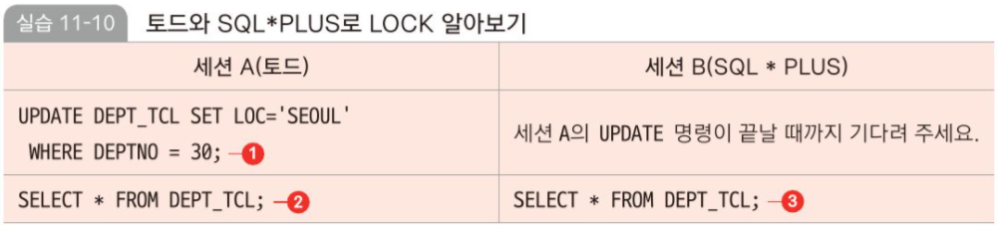 실습 11-10 토드와 SQL*PLUS로 LOCK 알아보기
세션 A(토드) 세션 B(SQL * PLUS)
UPDATE DEPT_TCL SET LOC='SEOUL'
WHERE DEPTNO = 30; 1
세션 A의 UPDATE 명령이 끝날 때까지 기다려 주세요.
SELECT * FROM DEPT_TCL; 2 SELECT * FROM DEPT_TCL; 3